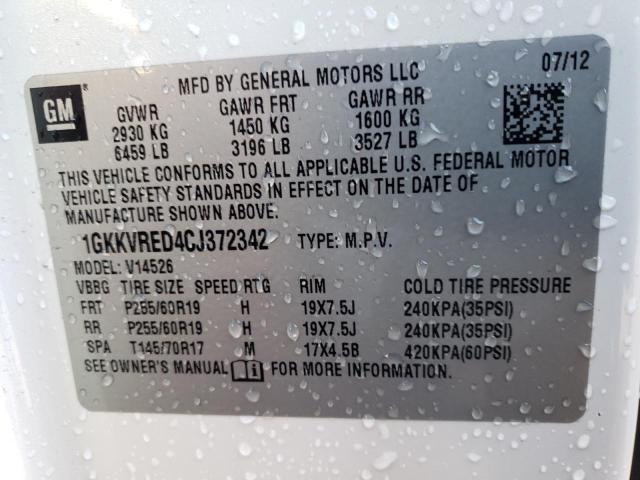 MFD BY GENERAL MOTORS LLC 07/12
GM
GVWR GAWR FRT GAWR RR
2930 KG 1450 KG 1600 KG
6459 LB 3196 LB 3527 LB
THIS VEHICLE CONFORMS TO ALL APPLICABLE U.S. FEDERAL MOTOR
VEHICLE SAFETY STANDARDS IN EFFECT ON THE DATE OF
MANUFACTURE SHOWN ABOVE.
1GKKVRED4CJ372342 TYPE: M.P.V.
MODEL: V14526
VBBG TIRE SIZE SPEED RTG RIM COLD TIRE PRESSURE
FRT P255/60R19 H 19X7.5J 240KPA(35PSI)
RR P255/60R19 H 19X7.5J 240KPA(35PSI)
SPA T145/70R17 M 17X4.5B 420KPA(60PSI)
SEE OWNER'S MANUAL FOR MORE INFORMATION.